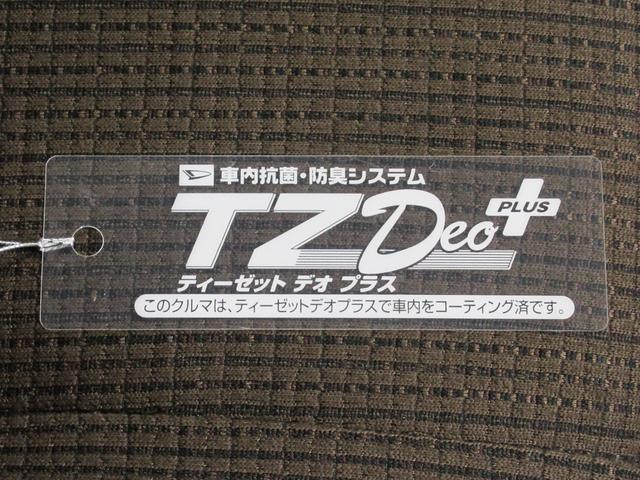 車内抗菌・防臭システム
TZ Deo PLUS
ティーゼット デオ プラス
このクルマは、ティーゼットデオプラスで車内をコーティング済です。